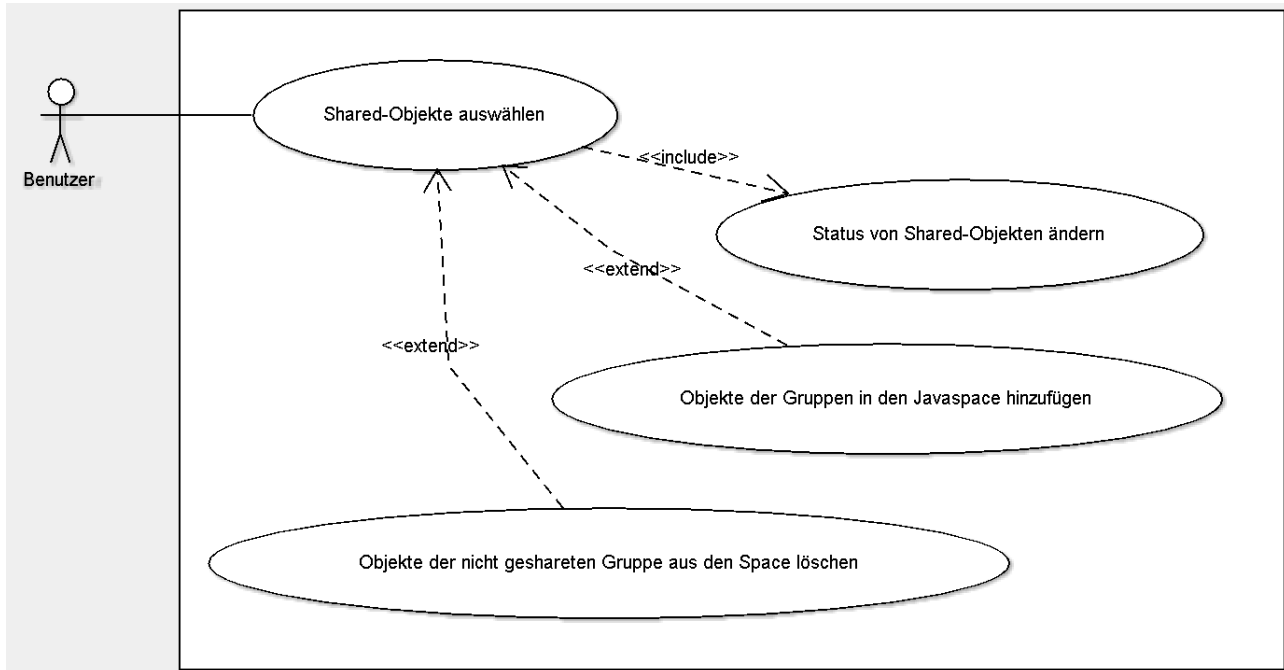 Shared-Objekte auswählen
Benutzer
<<include>>
Status von Shared-Objekten ändern
<<extend>>
<<extend>>
Objekte der Gruppen in den Javaspace hinzufügen
Objekte der nicht geshareten Gruppe aus den Space löschen